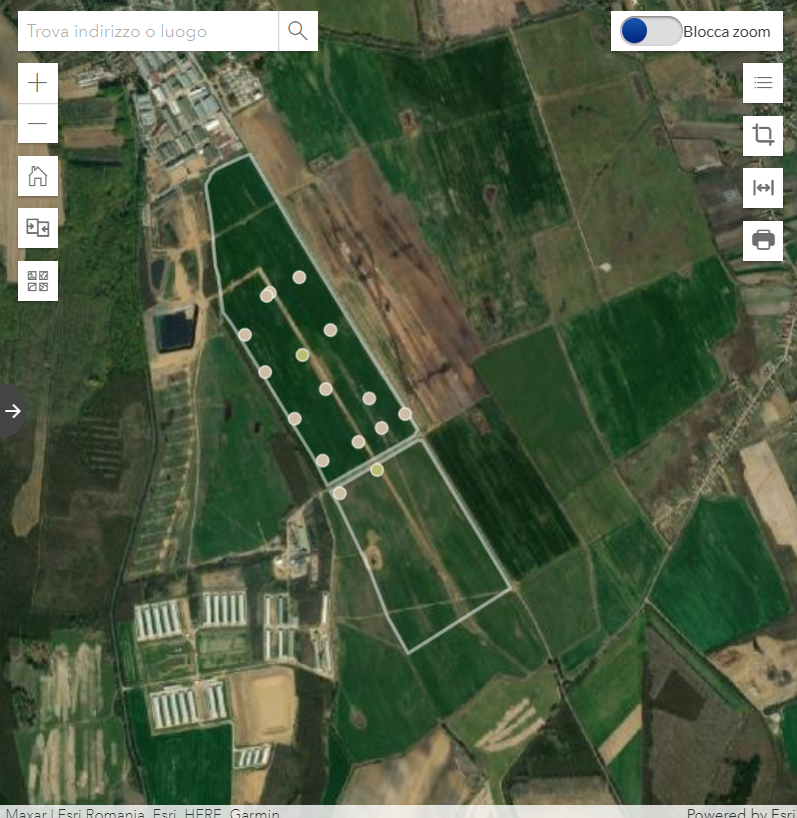 Trova indirizzo o luogo
Blocca zoom
Maxar | Esri Romania, Esri, HERE, Garmin
Powered by Esri